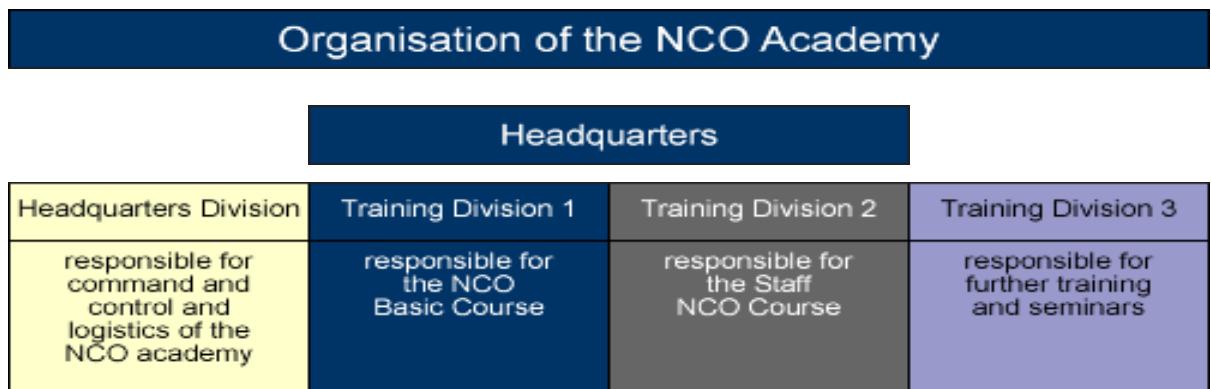 Organisation of the NCO Academy
Headquarters
Headquarters Division
Training Division 1
Training Division 2
Training Division 3
responsible for
command and
control and
logistics of the
NCO academy
responsible for
the NCO
Basic Course
responsible for
the Staff
NCO Course
responsible for
further training
and seminars